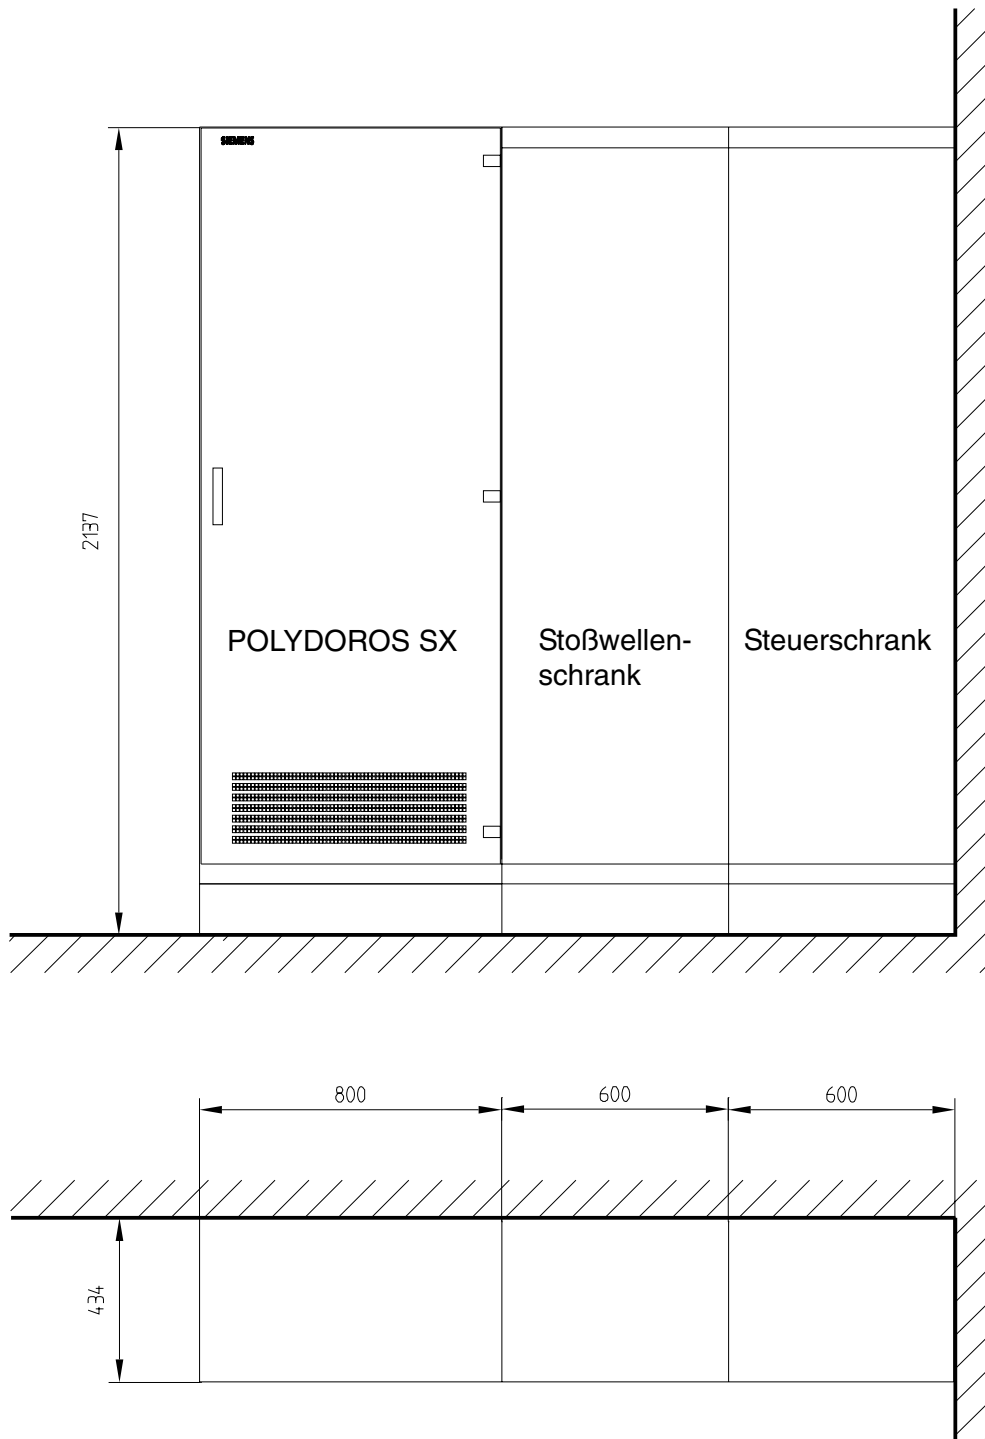 SIEMENS
2137
POLYDOROS SX
Stoßwellen-
schrank
Steuerschrank
800
600
600
434